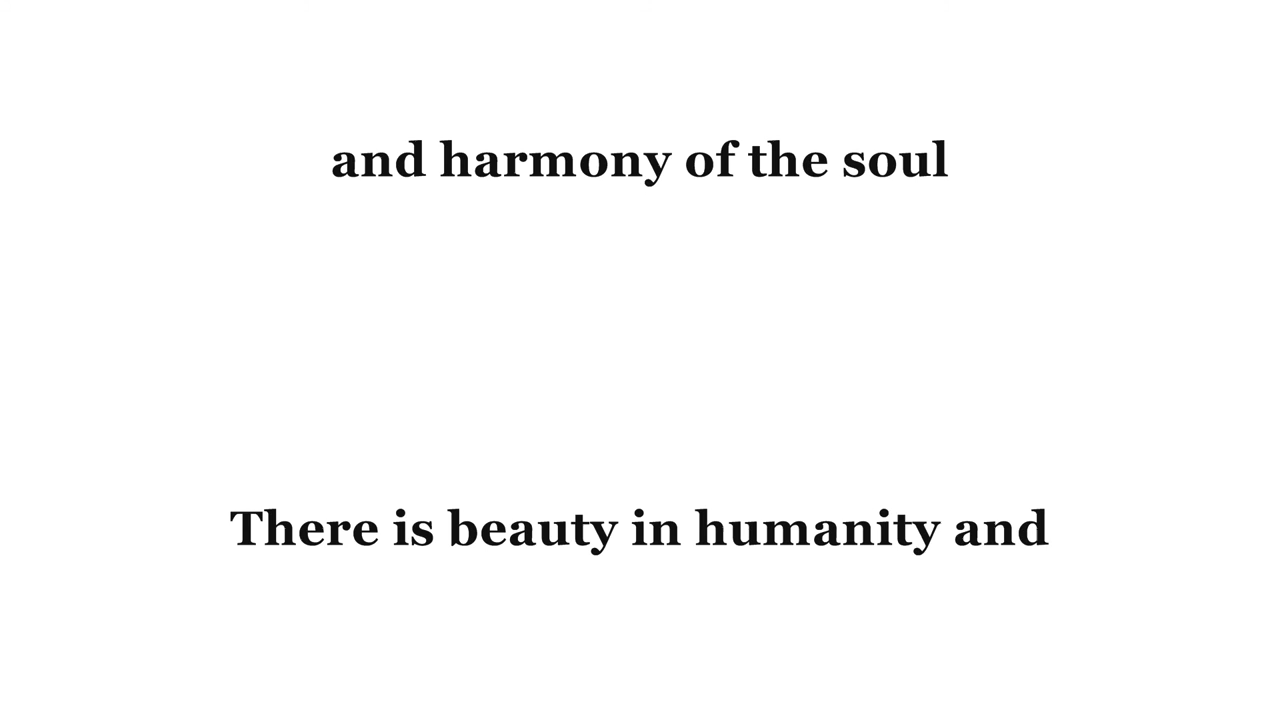 and harmony of the soul
There is beauty in humanity and